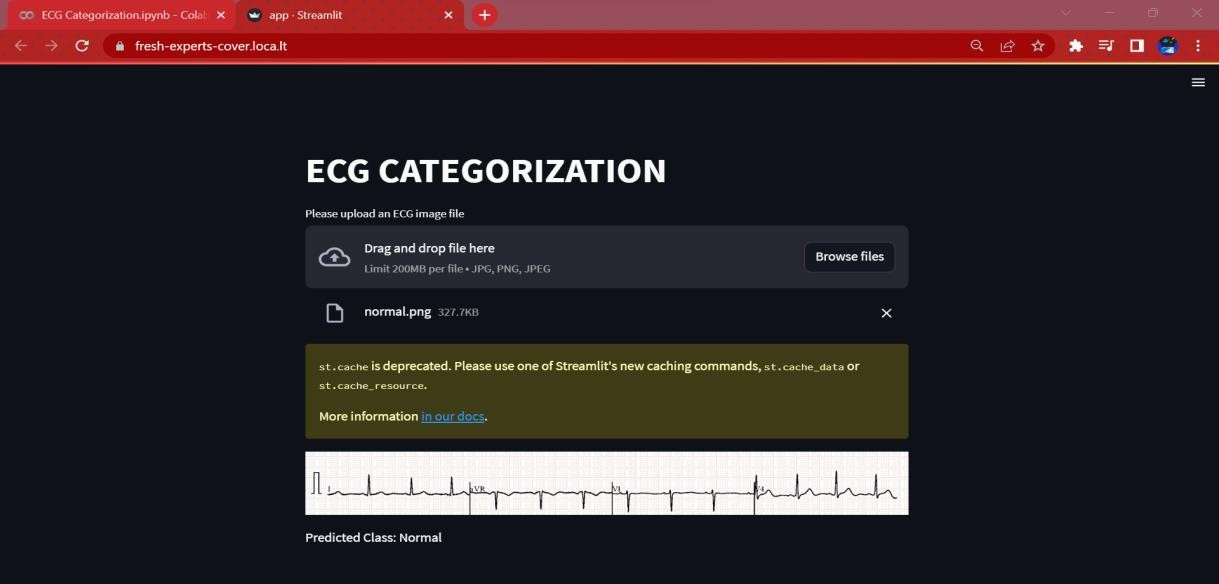 ECG Categorization.ipynb - Colab
app · Streamlit
fresh-experts-cover.loca.lt
ECG CATEGORIZATION
Please upload an ECG image file
Drag and drop file here
Limit 200MB per file • JPG, PNG, JPEG
Browse files
normal.png 327.7KB
st.cache is deprecated. Please use one of Streamlit's new caching commands, st.cache_data or
st.cache_resource.
More information in our docs.
I aVR V1 V4
Predicted Class: Normal